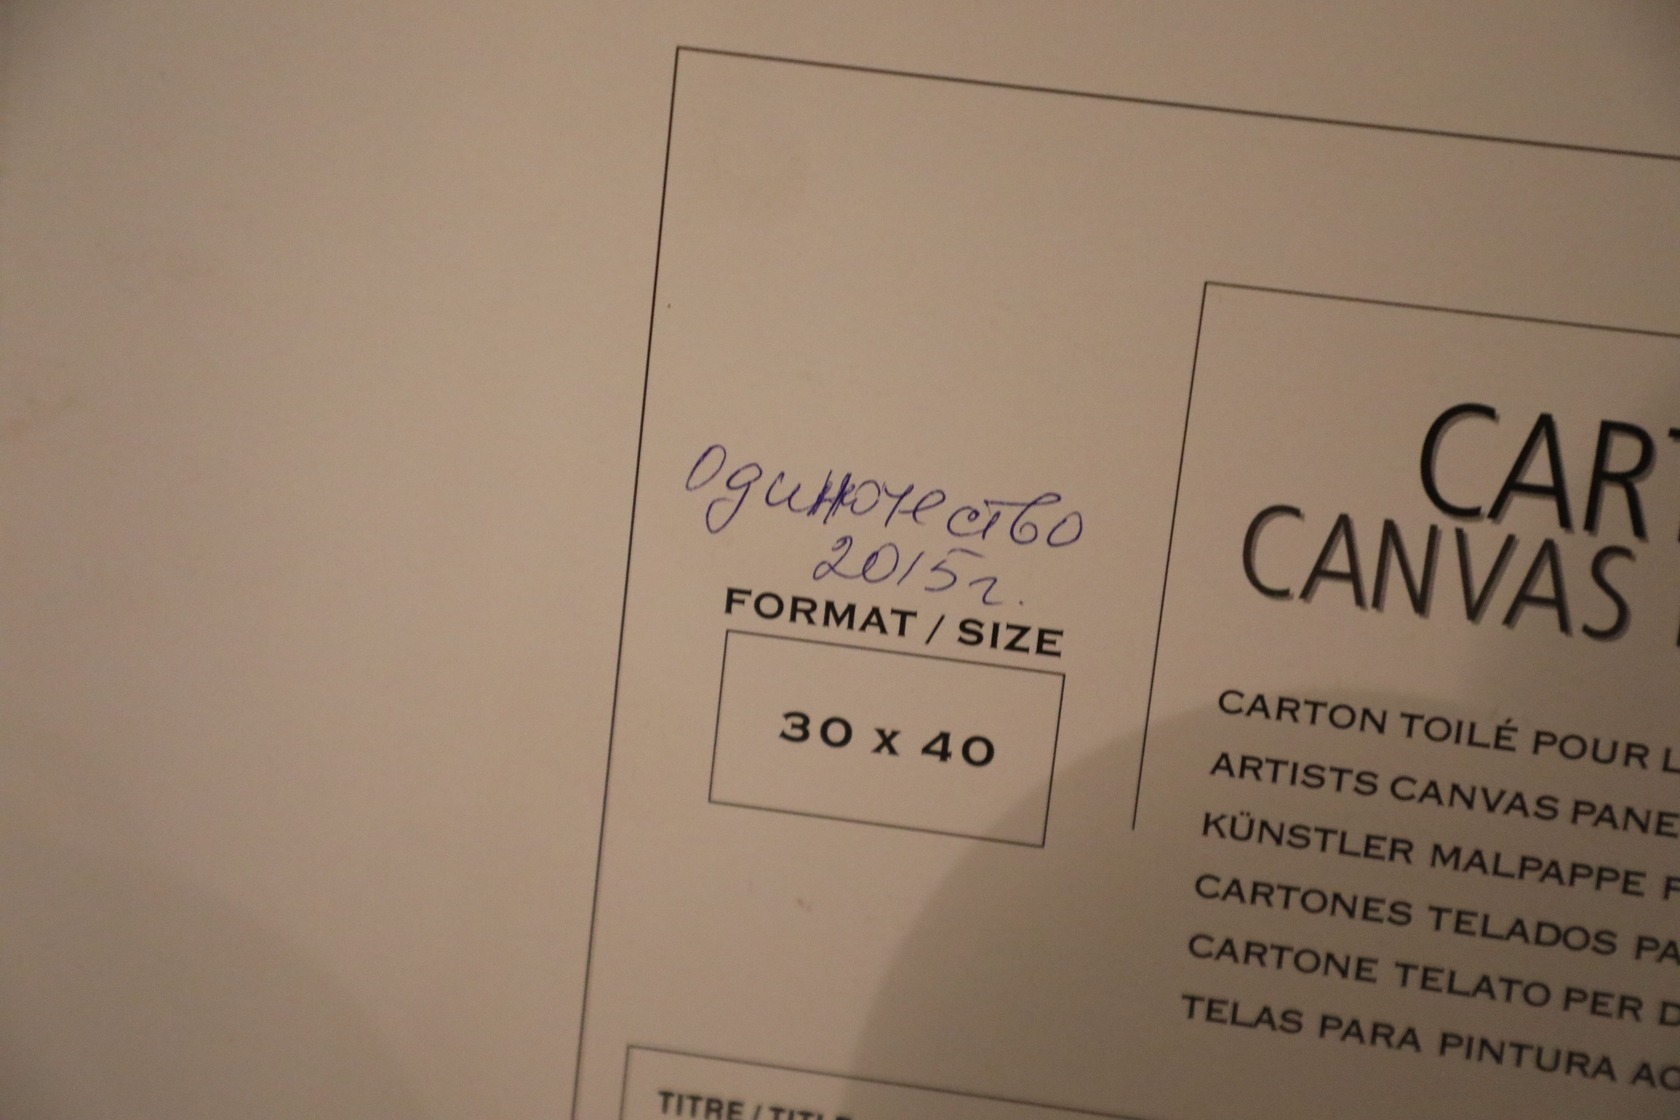 Одиночество
2015г.
FORMAT / SIZE
30 x 40
CART
CANVAS
CARTON TOILÉ POUR L
ARTISTS CANVAS PANE
KÜNSTLER MALPAPPE F
CARTONES TELADOS PA
CARTONE TELATO PER D
TELAS PARA PINTURA AC
TITRE / TITLE